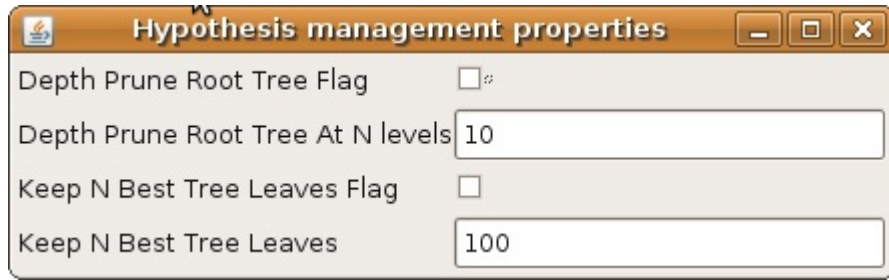 Hypothesis management properties
Depth Prune Root Tree Flag
Depth Prune Root Tree At N levels 10
Keep N Best Tree Leaves Flag
Keep N Best Tree Leaves 100